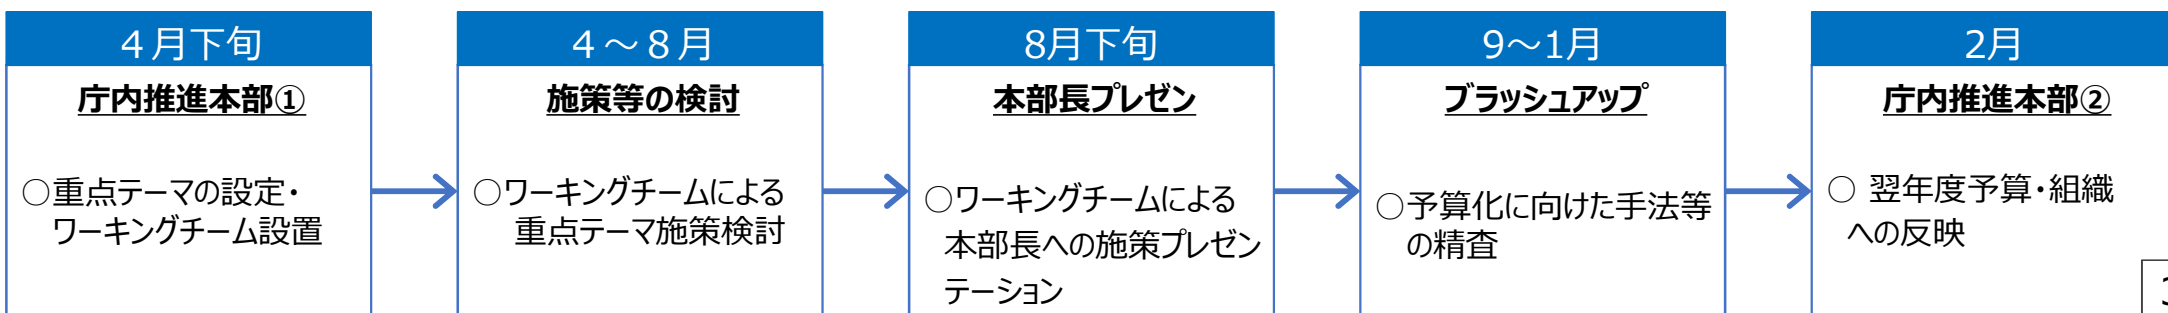 ４月下旬
庁内推進本部①
○重点テーマの設定・
ワーキングチーム設置
４～８月
施策等の検討
○ワーキングチームによる
重点テーマ施策検討
8月下旬
本部長プレゼン
○ワーキングチームによる
本部長への施策プレゼン
テーション
9～1月
ブラッシュアップ
○予算化に向けた手法等
の精査
2月
庁内推進本部②
○ 翌年度予算・組織
への反映